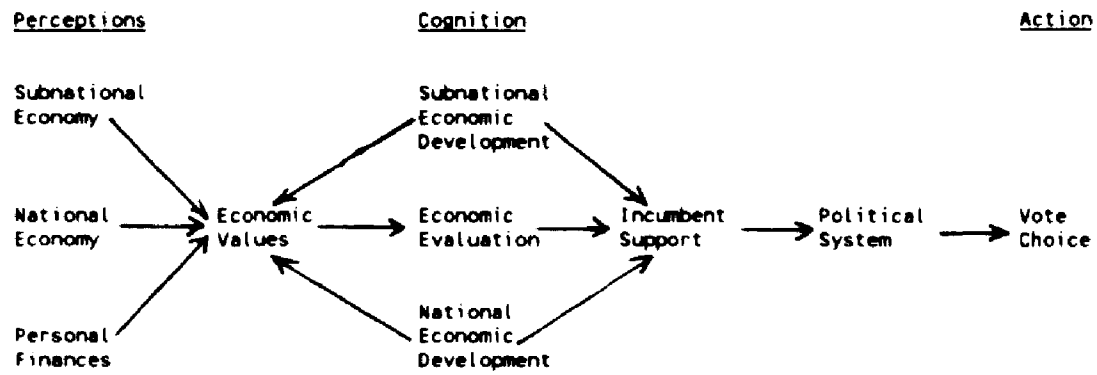 Perceptions
Cognition
Action
Subnational
Economy
Subnational
Economic
Development
National
Economy
Economic
Values
Economic
Evaluation
Incumbent
Support
Political
System
Vote
Choice
Personal
Finances
National
Economic
Development